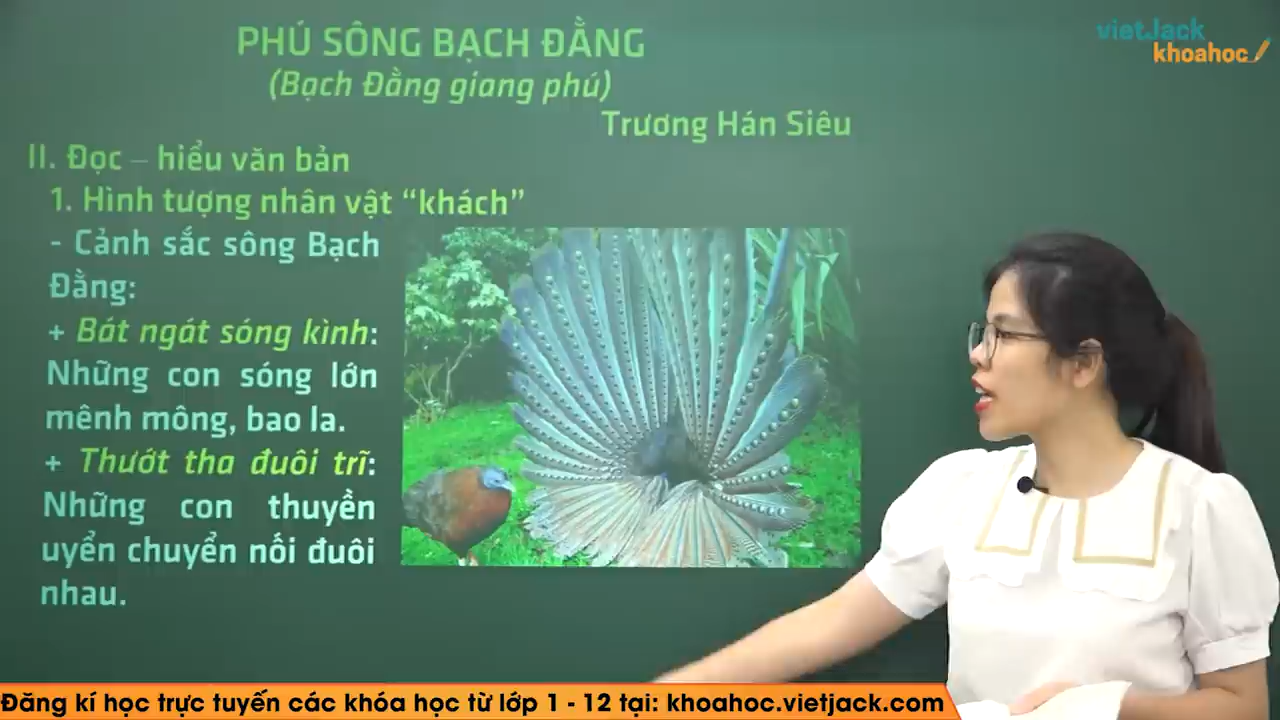 PHÚ SÔNG BẠCH ĐẰNG
(Bạch Đằng giang phú)
Trương Hán Siêu
II. Đọc – hiểu văn bản
1. Hình tượng nhân vật “khách”
- Cảnh sắc sông Bạch
Đằng:
+ Bát ngát sóng kình:
Những con sóng lớn
mênh mông, bao la.
+ Thướt tha đuôi trĩ:
Những con thuyền
uyển chuyển nối đuôi
nhau.
vietJack
khoahoc
Đăng kí học trực tuyến các khóa học từ lớp 1 - 12 tại: khoahoc.vietjack.com